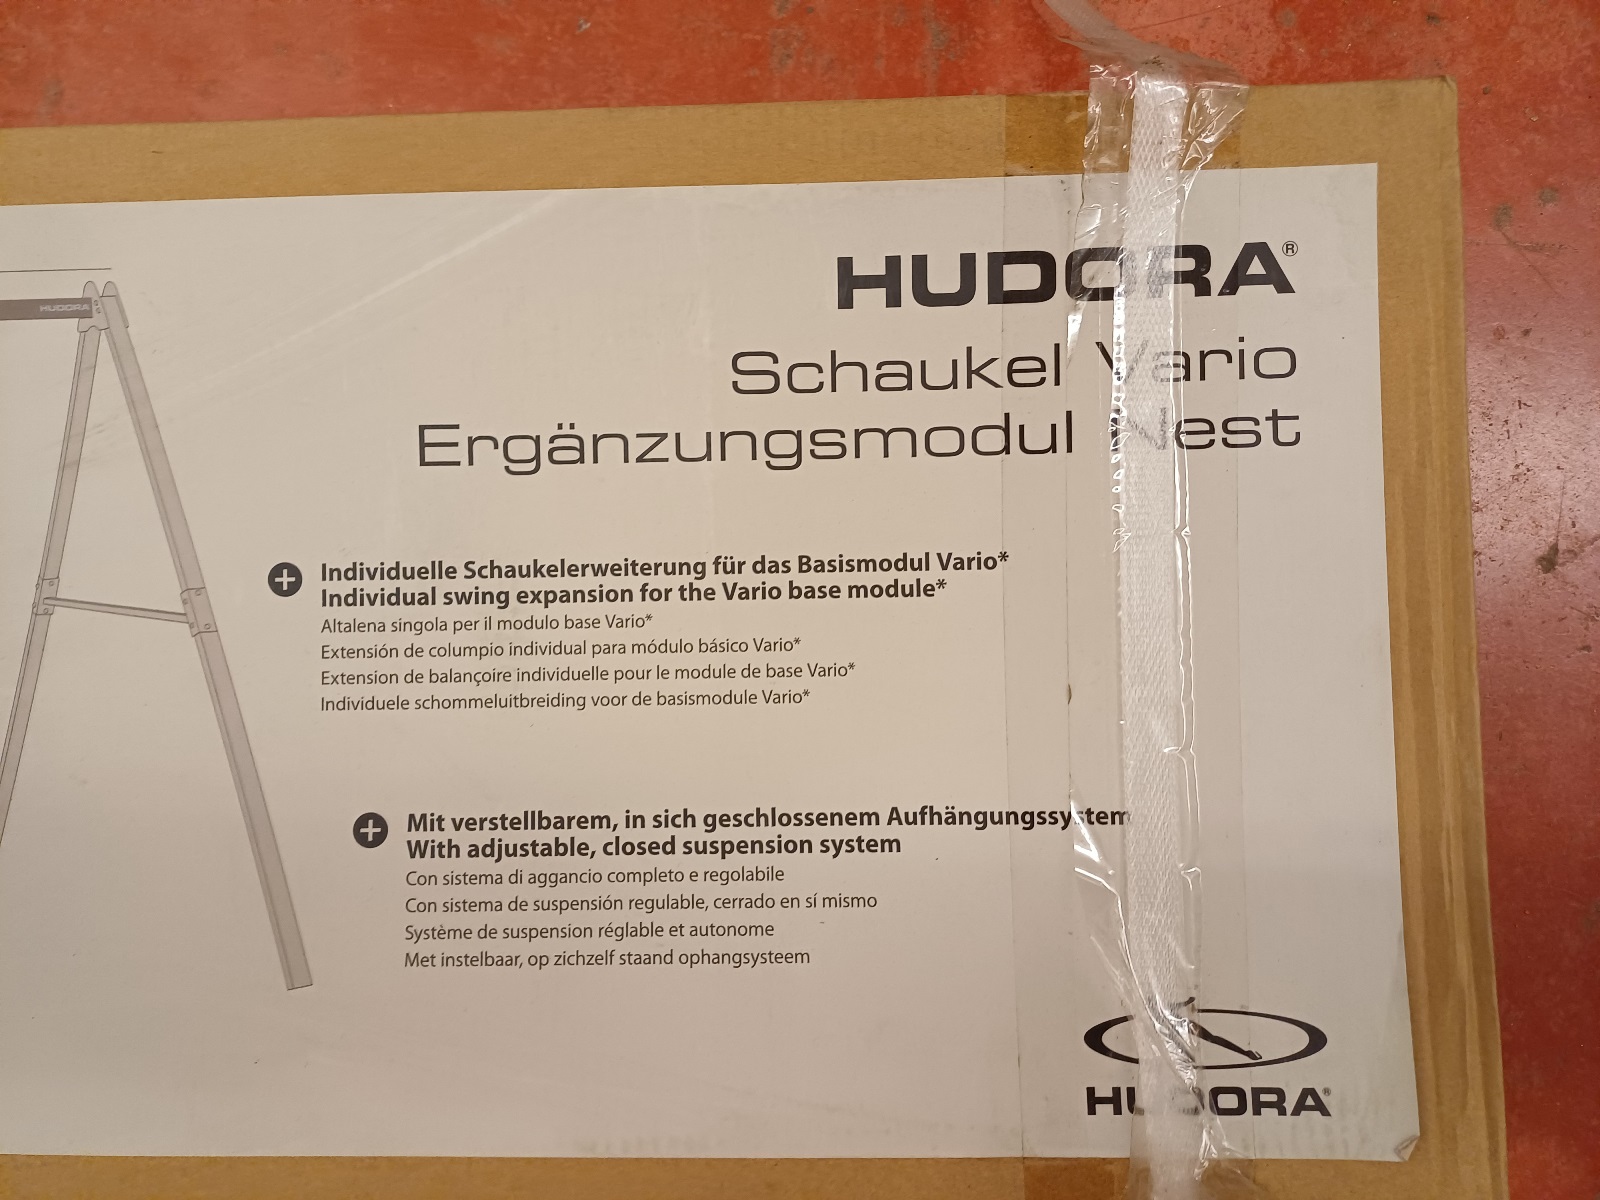 HUDORA®
Schaukel Vario
Ergänzungsmodul Nest
HUDORA
Individuelle Schaukelerweiterung für das Basismodul Vario*
Individual swing expansion for the Vario base module*
Altalena singola per il modulo base Vario*
Extensión de columpio individual para módulo básico Vario*
Extension de balançoire individuelle pour le module de base Vario*
Individuele schommeluitbreiding voor de basismodule Vario*
Mit verstellbarem, in sich geschlossenem Aufhängungssystem
With adjustable, closed suspension system
Con sistema di aggancio completo e regolabile
Con sistema de suspensión regulable, cerrado en sí mismo
Système de suspension réglable et autonome
Met instelbaar, op zichzelf staand ophangsysteem
HUDORA®